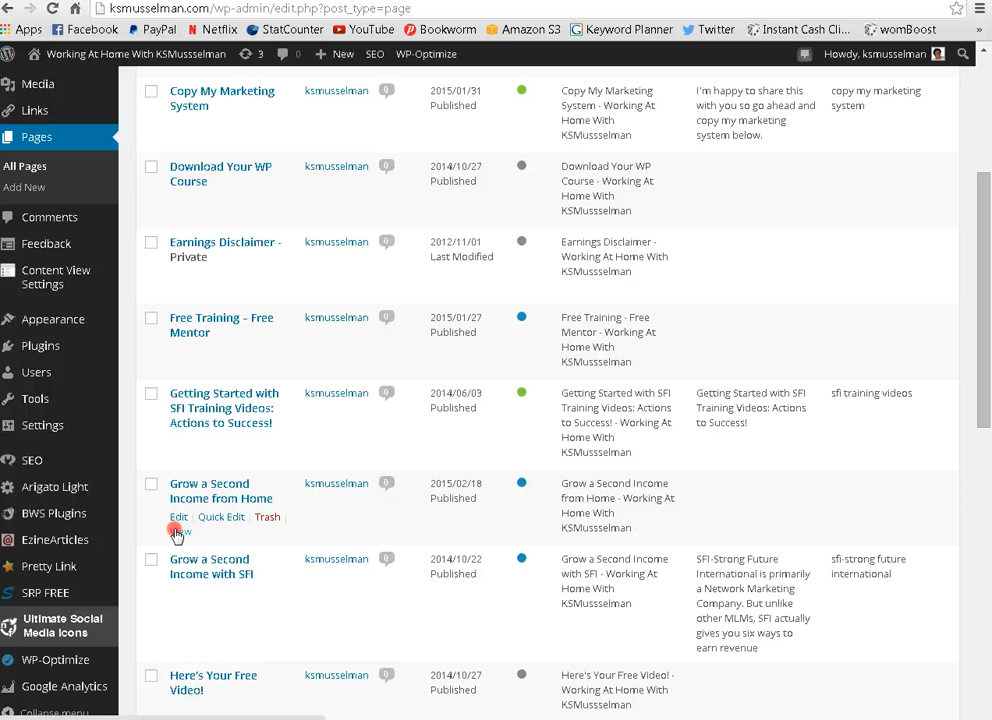 ksmusselman.com/wp-admin/edit.php?post_type=page
Apps Facebook PayPal Netflix StatCounter YouTube Bookworm Amazon S3 Keyword Planner Twitter Instant Cash Cli... womBoost »
Working At Home With KSMusselman 3 0 + New SEO WP-Optimize Howdy, ksmusselman
Media
Links
Pages
All Pages
Add New
Comments
Feedback
Content View
Settings
Appearance
Plugins
Users
Tools
Settings
SEO
Arigato Light
BWS Plugins
EzineArticles
Pretty Link
SRP FREE
Ultimate Social
Media Icons
WP-Optimize
Google Analytics
Collapse menu
Copy My Marketing
System
ksmusselman
0
2015/01/31
Published
Copy My Marketing
System - Working At
Home With
KSMussselman
I'm happy to share this
with you so go ahead and
copy my marketing
system below.
copy my marketing
system
Download Your WP
Course
ksmusselman
0
2014/10/27
Published
Download Your WP
Course - Working At
Home With
KSMussselman
Earnings Disclaimer -
Private
ksmusselman
0
2012/11/01
Last Modified
Earnings Disclaimer -
Working At Home With
KSMussselman
Free Training – Free
Mentor
ksmusselman
0
2015/01/27
Published
Free Training - Free
Mentor - Working At
Home With
KSMussselman
Getting Started with
SFI Training Videos:
Actions to Success!
ksmusselman
0
2014/06/03
Published
Getting Started with SFI
Training Videos: Actions
to Success! - Working At
Home With
KSMussselman
Getting Started with SFI
Training Videos: Actions
to Success!
sfi training videos
Grow a Second
Income from Home
Edit | Quick Edit | Trash |
ksmusselman
0
2015/02/18
Published
Grow a Second Income
from Home - Working At
Home With
KSMussselman
Grow a Second
Income with SFI
ksmusselman
0
2014/10/22
Published
Grow a Second Income
with SFI - Working At
Home With
KSMussselman
SFI-Strong Future
International is primarily
a Network Marketing
Company. But unlike
other MLMs, SFI actually
gives you six ways to
earn revenue
sfi-strong future
international
Here's Your Free
Video!
ksmusselman
0
2014/10/27
Published
Here's Your Free Video! -
Working At Home With
KSMussselman